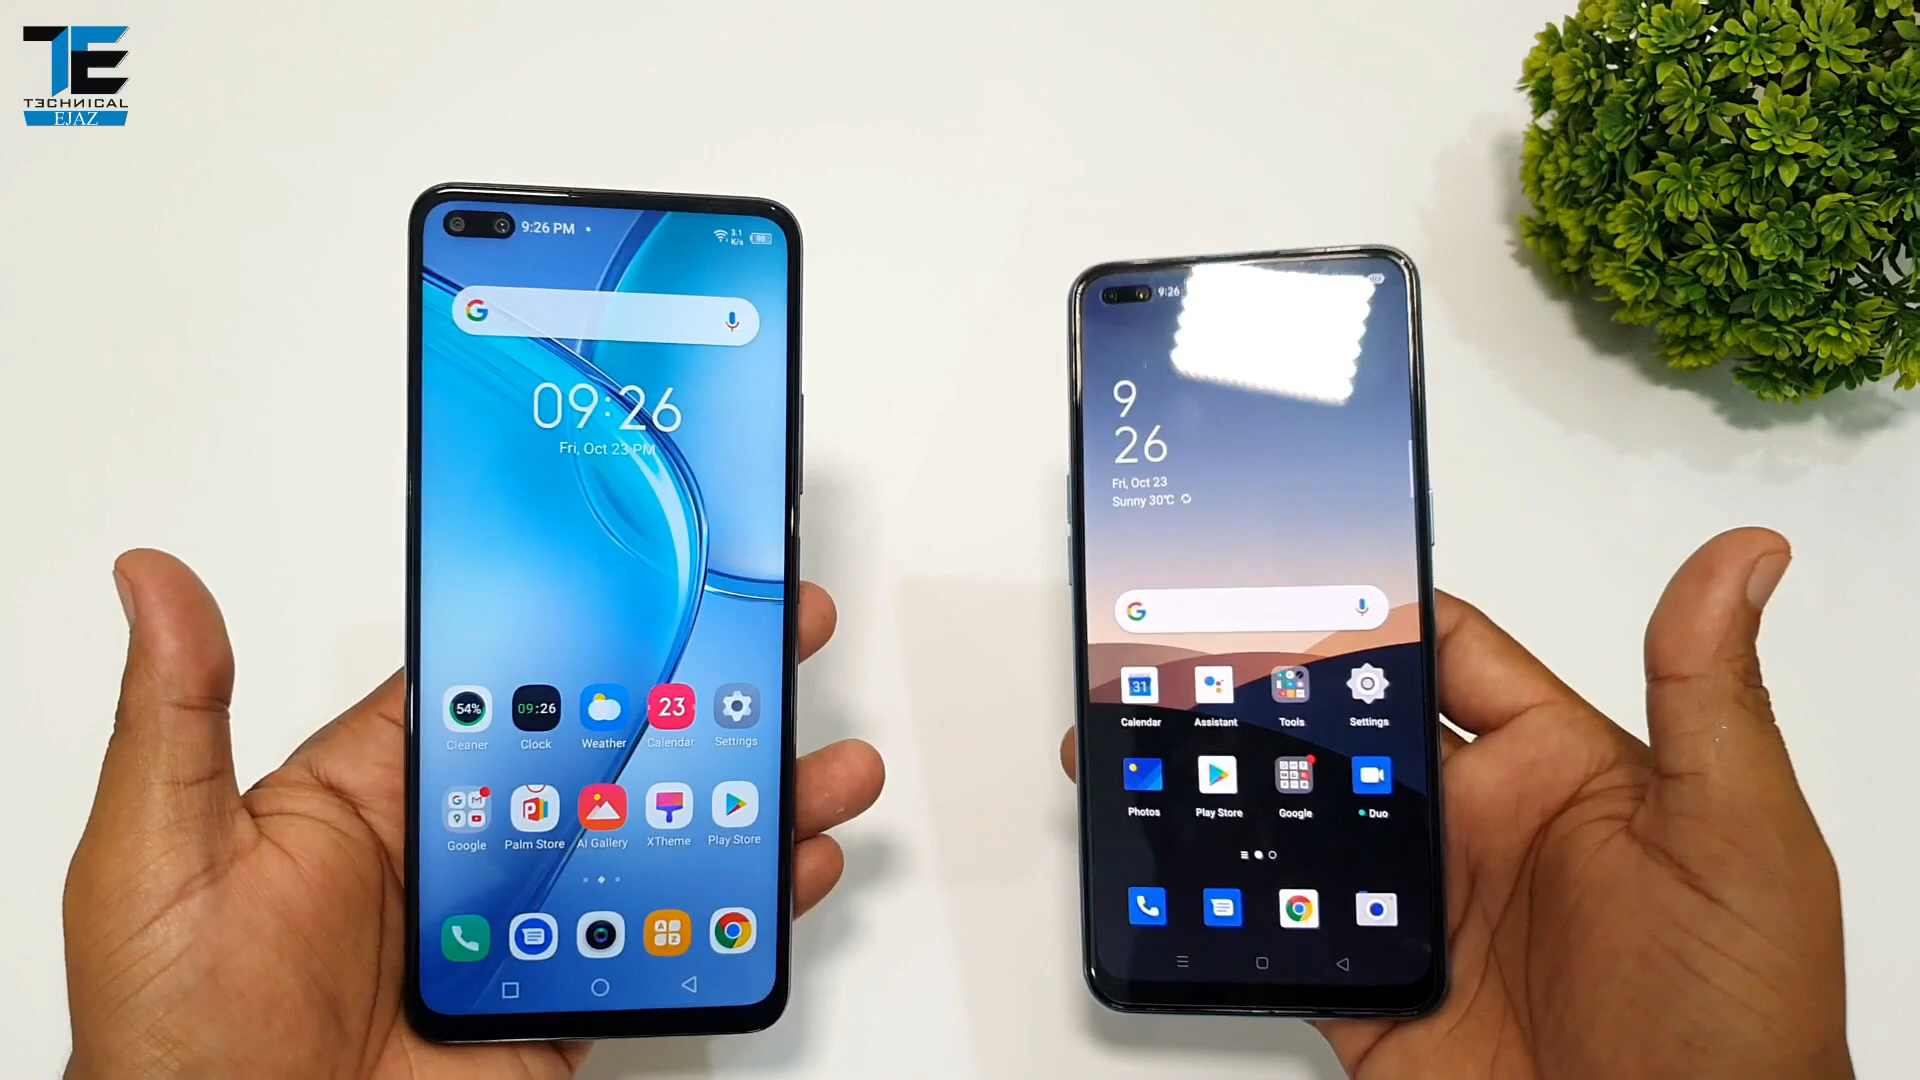 TECHNICAL
EJAZ
9:26 PM
3.1
K/s
09:26
Fri, Oct 23 PM
54%
09:26
23
Cleaner
Clock
Weather
Calendar
Settings
Google
Palm Store
AI Gallery
XTheme
Play Store
9:26
9
26
Fri, Oct 23
Sunny 30℃
31
Calendar
Assistant
Tools
Settings
Photos
Play Store
Google
Duo